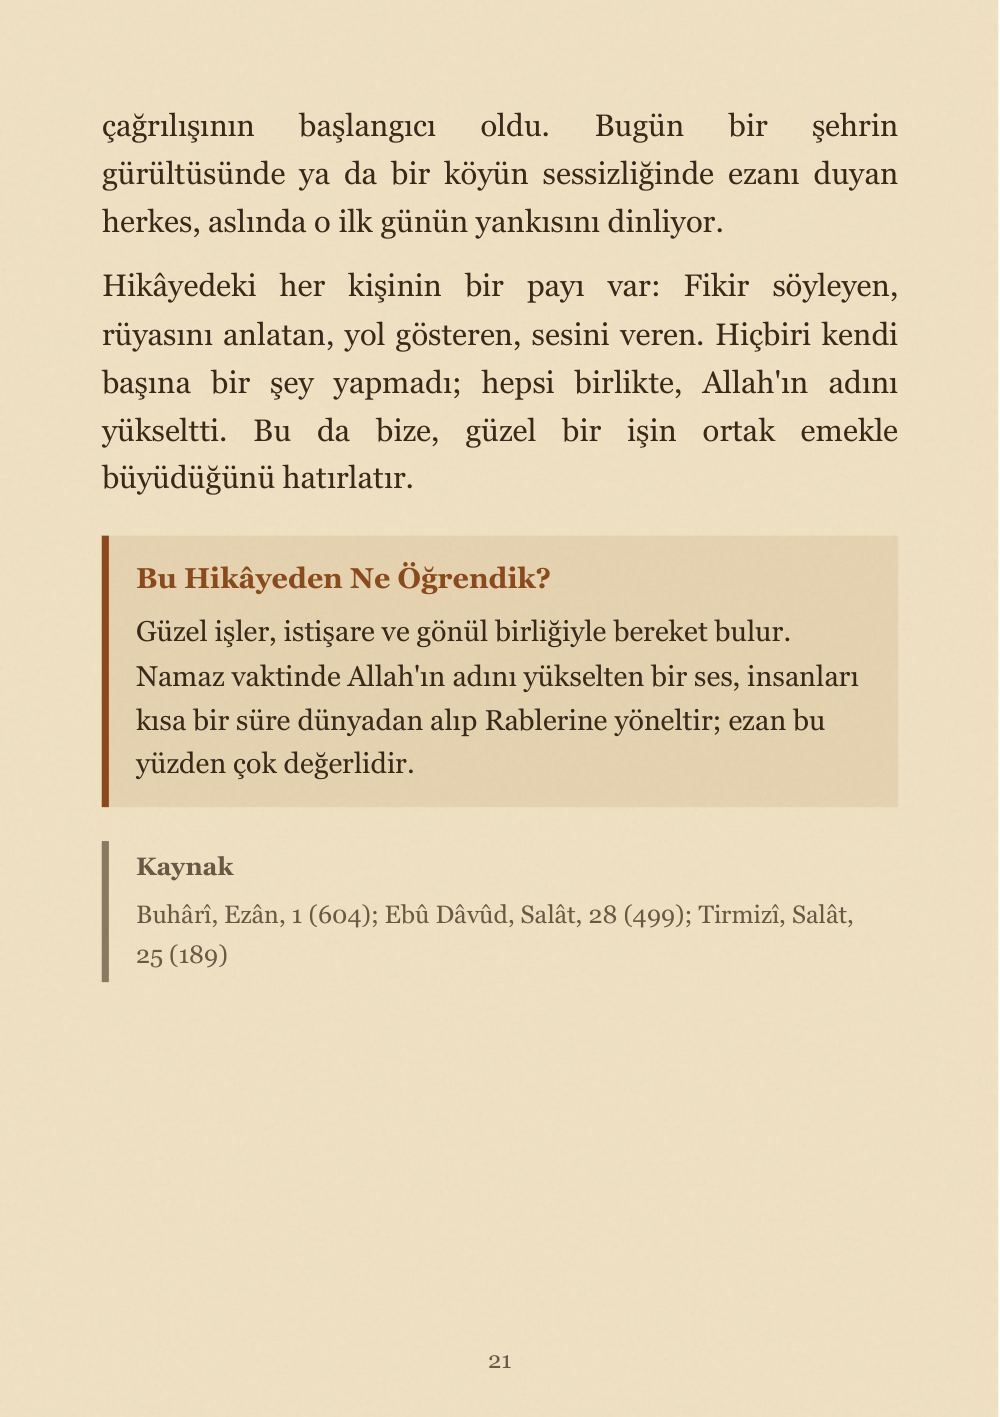 çağrılışının başlangıcı oldu. Bugün bir şehrin
gürültüsünde ya da bir köyün sessizliğinde ezanı duyan
herkes, aslında o ilk günün yankısını dinliyor.
Hikâyedeki her kişinin bir payı var: Fikir söyleyen,
rüyasını anlatan, yol gösteren, sesini veren. Hiçbiri kendi
başına bir şey yapmadı; hepsi birlikte, Allah'ın adını
yükseltti. Bu da bize, güzel bir işin ortak emekle
büyüdüğünü hatırlatır.
Bu Hikâyeden Ne Öğrendik?
Güzel işler, istişare ve gönül birliğiyle bereket bulur.
Namaz vaktinde Allah'ın adını yükselten bir ses, insanları
kısa bir süre dünyadan alıp Rablerine yöneltir; ezan bu
yüzden çok değerlidir.
Kaynak
Buhârî, Ezân, 1 (604); Ebû Dâvûd, Salât, 28 (499); Tirmizî, Salât,
25 (189)
21